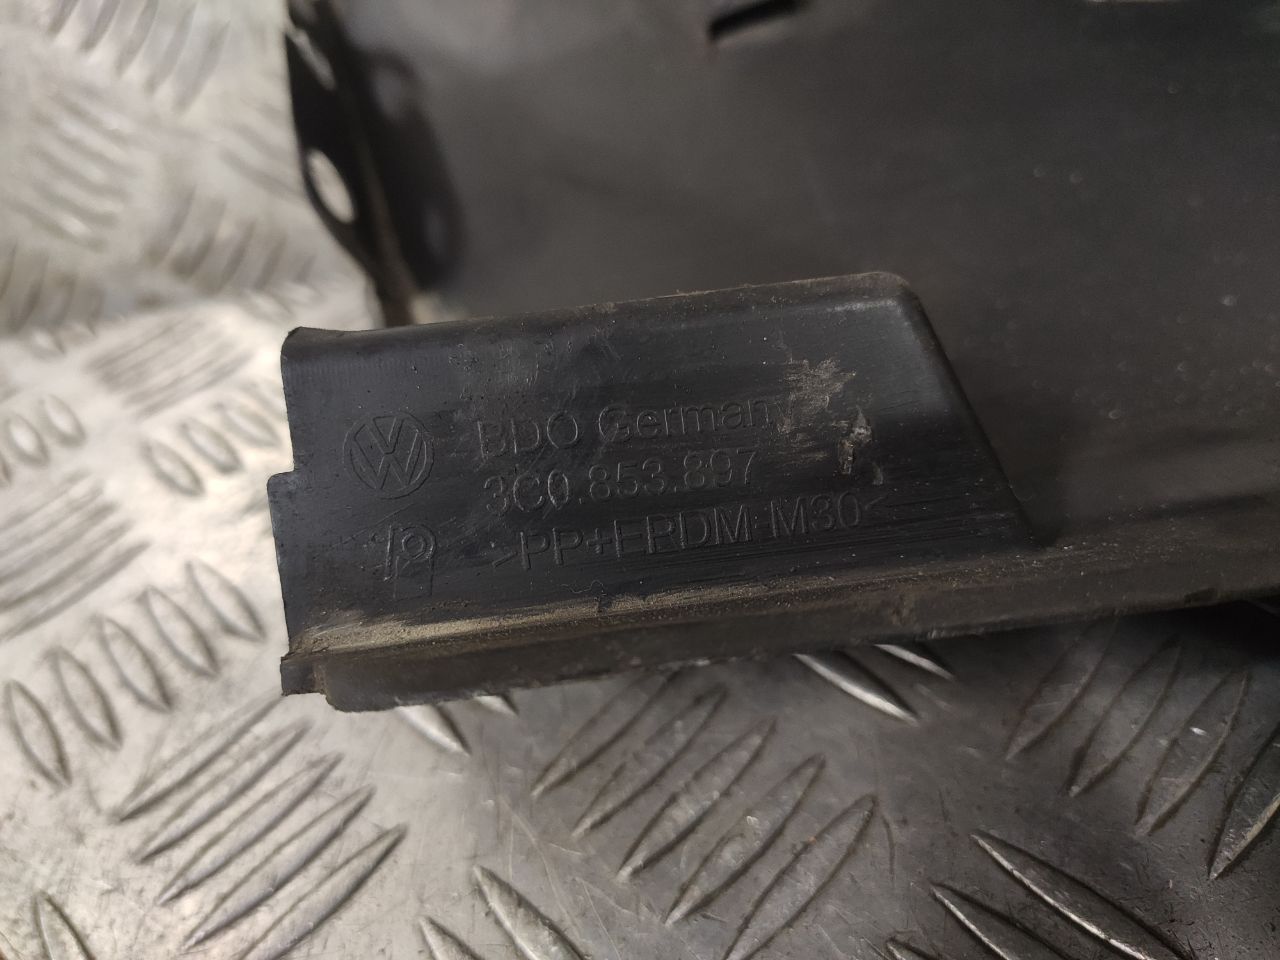 BDO Germany
3C0.853.897
>PP+EPDM-M30<